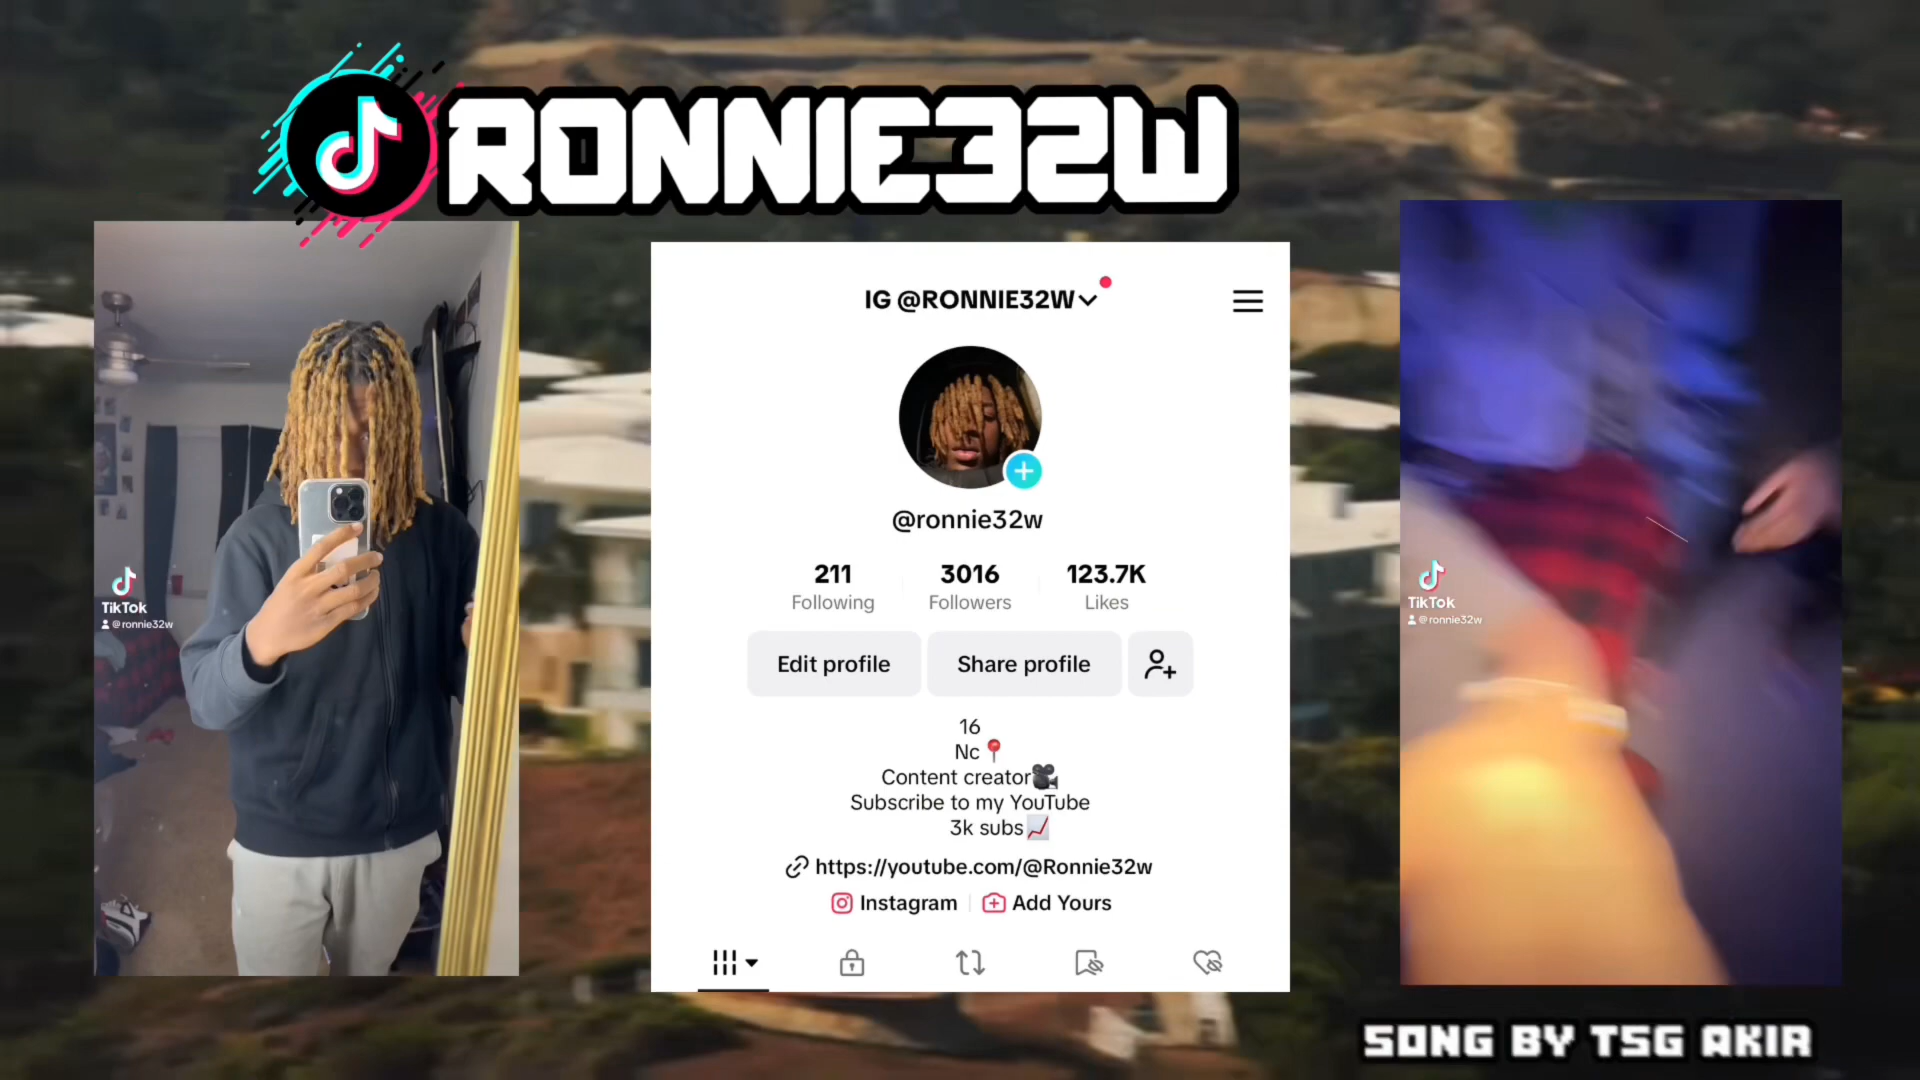 RONNIE32W
IG @RONNIE32W
@ronnie32w
211
Following
3016
Followers
123.7K
Likes
Edit profile
Share profile
16
Nc📍
Content creator🎥
Subscribe to my YouTube
3k subs📈
https://youtube.com/@Ronnie32w
Instagram
Add Yours
TikTok
@ronnie32w
TikTok
@ronnie32w
SONG BY TSG AKIR